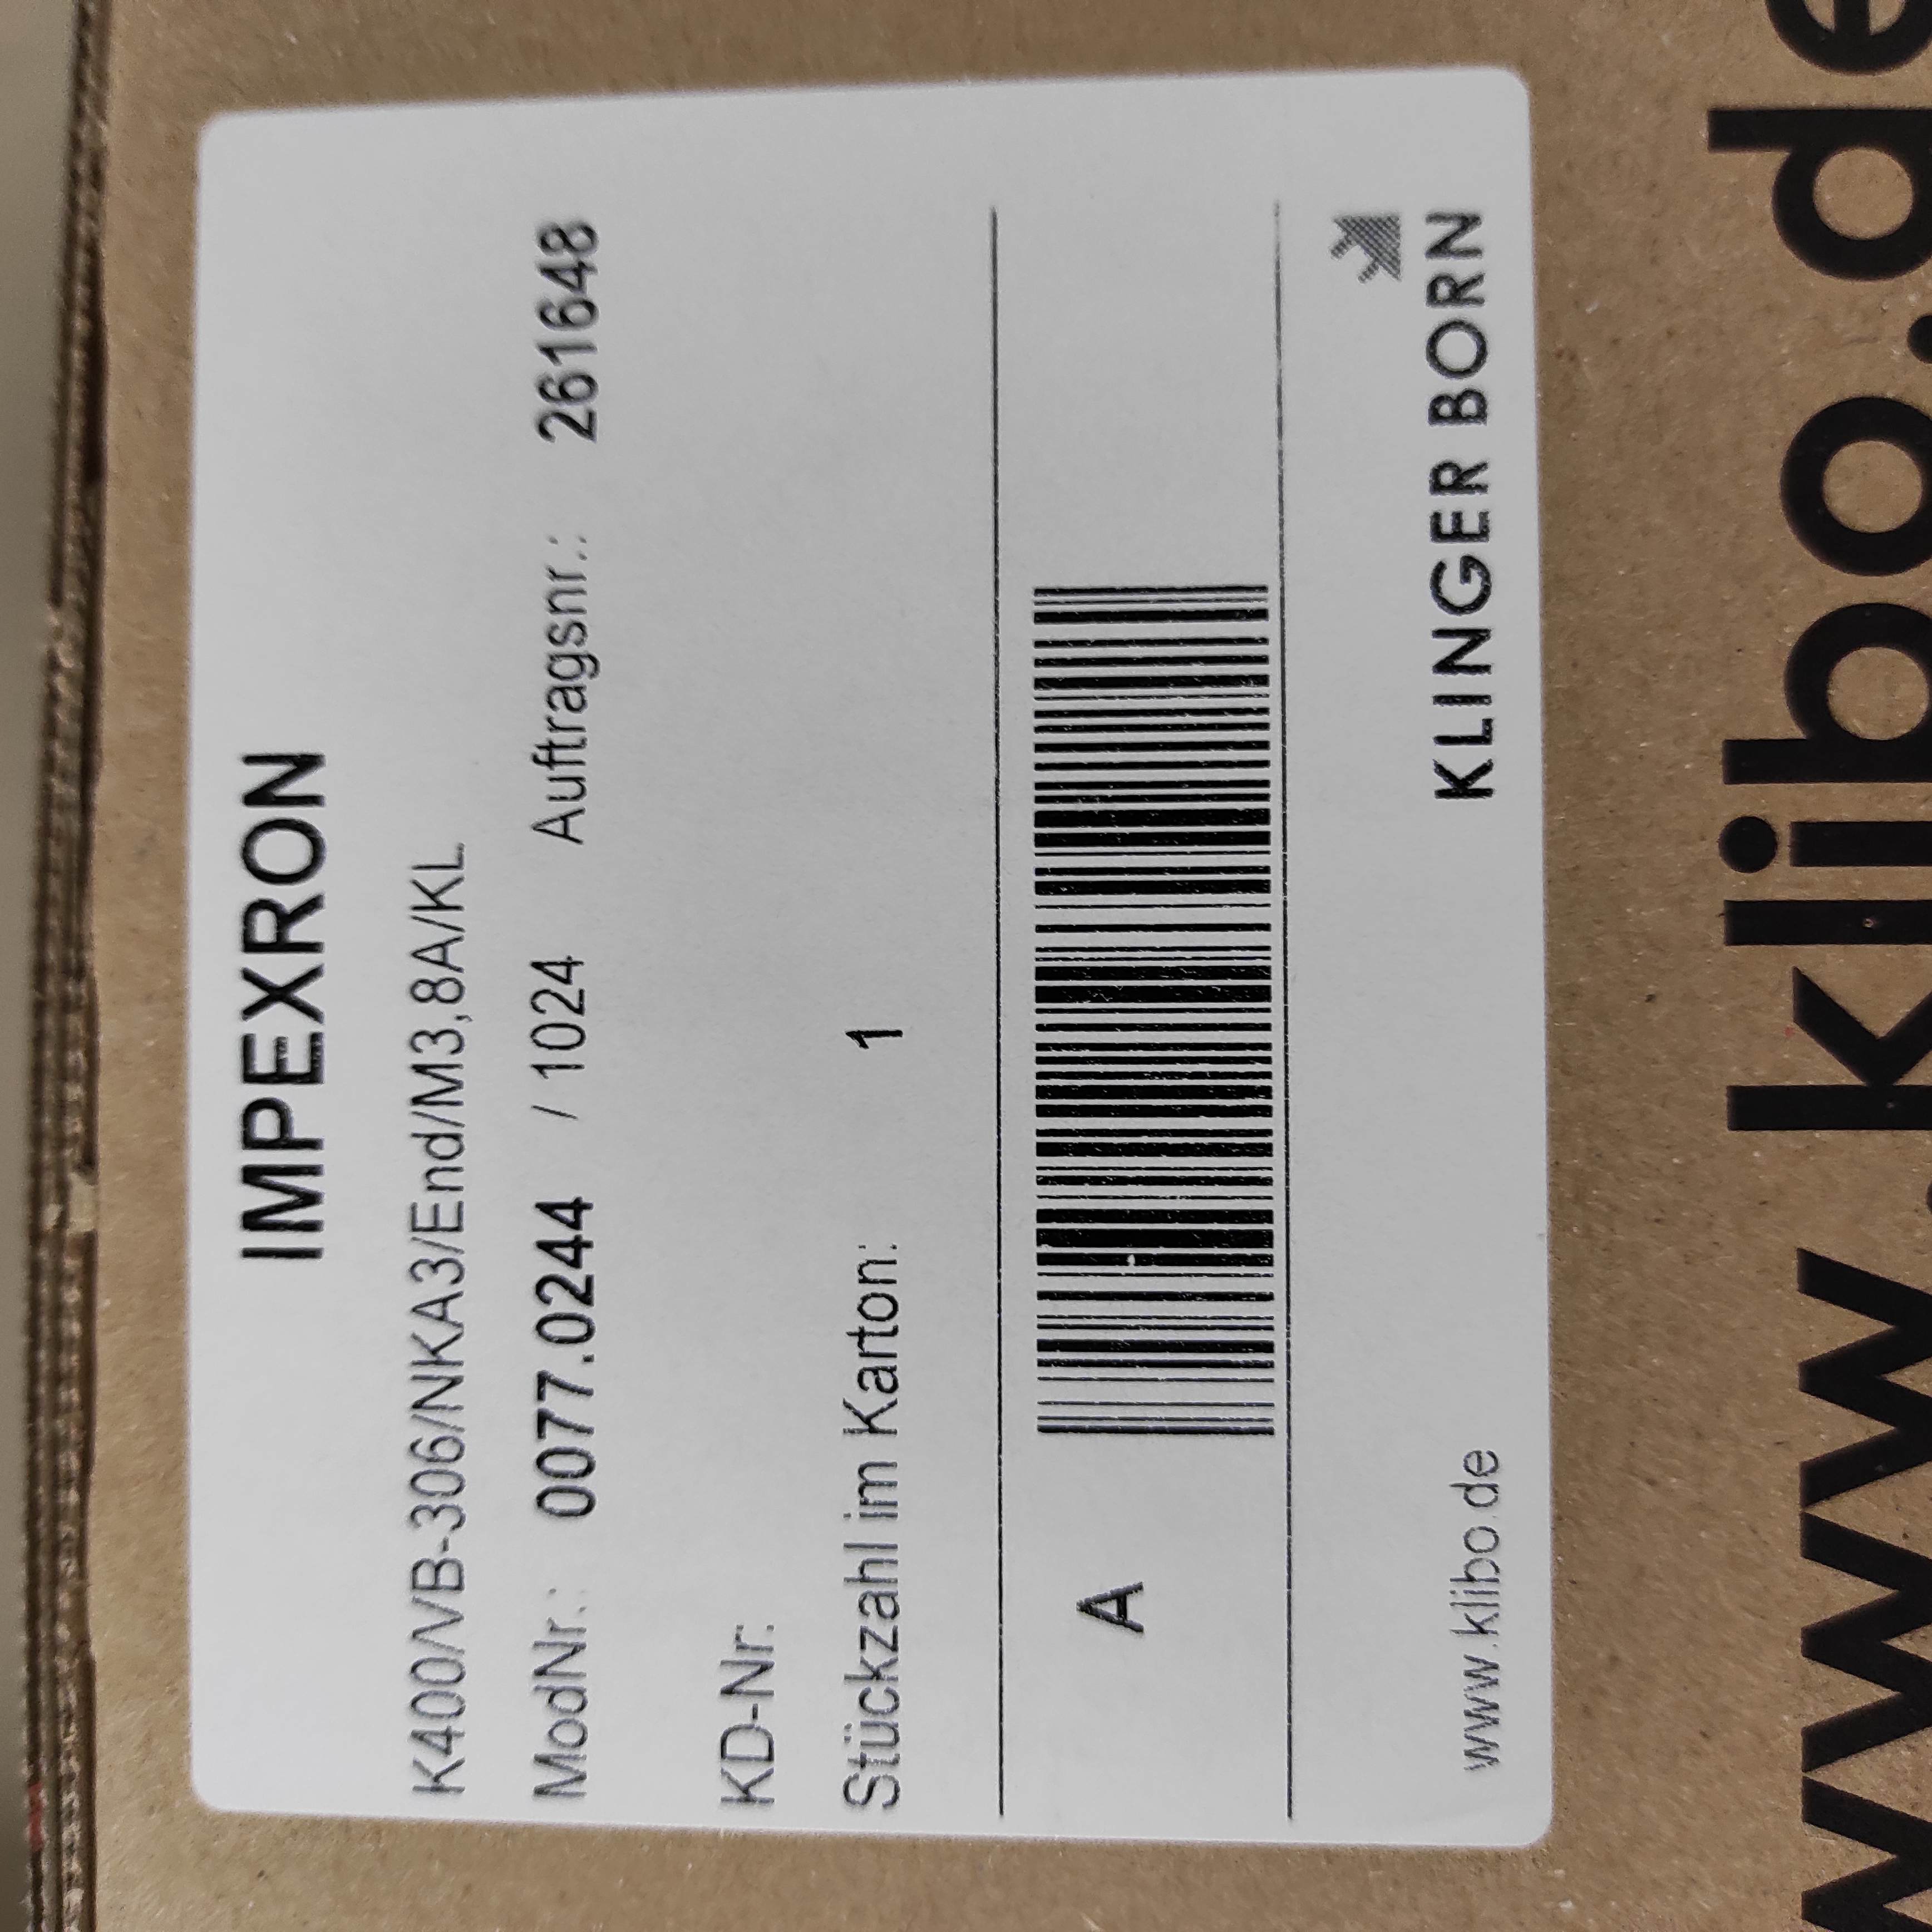 IMPEXRON
K400/VB-306/NKA3/End/M3,8A/KL
ModNr.: 0077.0244 / 1024 Auftragsnr.: 261648
KD-Nr:
Stückzahl im Karton: 1
A
www.klibo.de KLINGER BORN
www.klibo.de